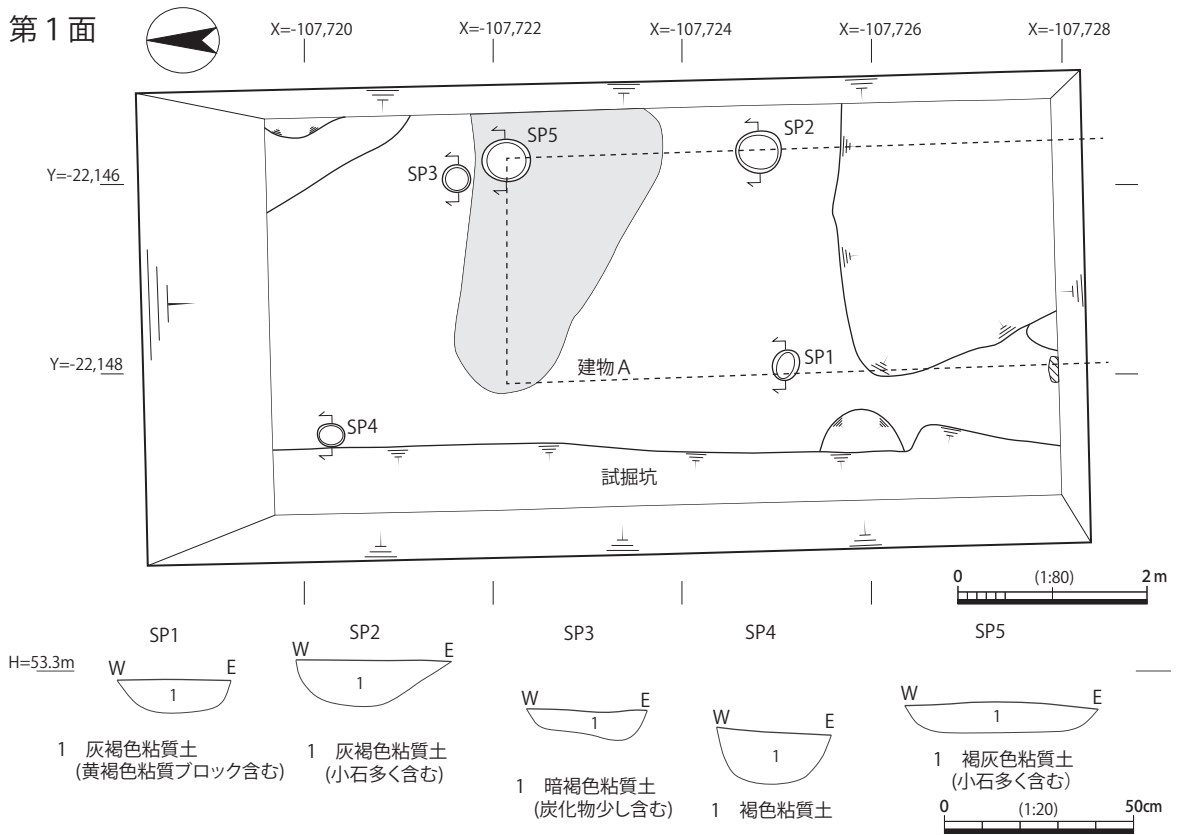 第1面
X=-107,720
X=-107,722
X=-107,724
X=-107,726
X=-107,728
SP5
SP2
SP3
Y=-22,146
Y=-22,148
建物A
SP1
SP4
試掘坑
0
(1:80)
2m
SP1
SP2
SP3
SP4
SP5
H=53.3m
W
E
1
W
E
1
W
E
1
W
E
1
W
E
1
1 灰褐色粘質土
(黄褐色粘質ブロック含む)
1 灰褐色粘質土
(小石多く含む)
1 暗褐色粘質土
(炭化物少し含む)
1 褐色粘質土
1 褐灰色粘質土
(小石多く含む)
0
(1:20)
50cm